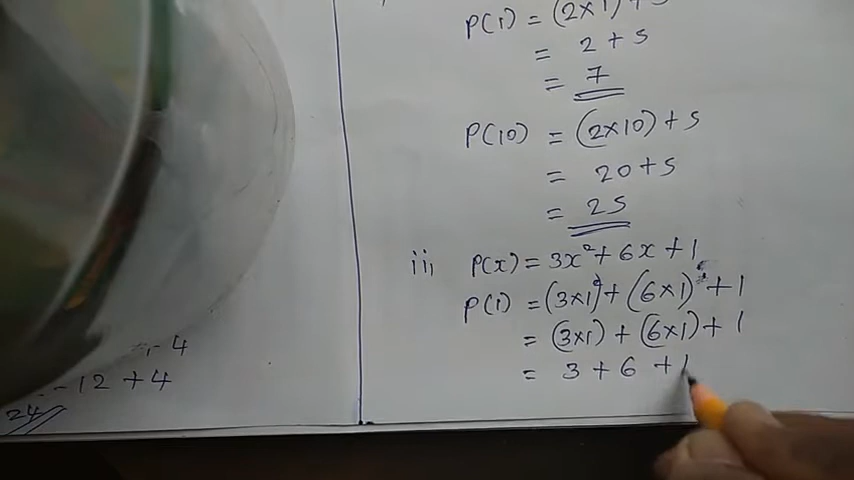 - 4
- 12 + 4
24
P(1) = (2×1) + 5
= 2 + 5
= 7
P(10) = (2×10) + 5
= 20 + 5
= 25
ii, P(x) = 3x² + 6x + 1
P(1) = (3×1)² + (6×1) + 1
= (3×1) + (6×1) + 1
= 3 + 6 + 1